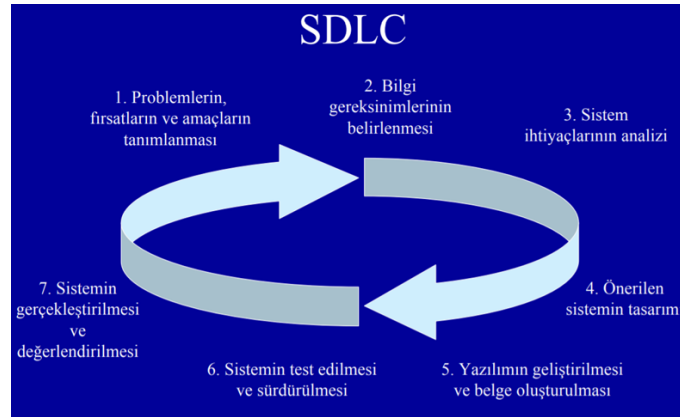 SDLC
1. Problemlerin,
fırsatların ve amaçların
tanımlanması
2. Bilgi
gereksinimlerinin
belirlenmesi
3. Sistem
ihtiyaçlarının analizi
4. Önerilen
sistemin tasarım
5. Yazılımın geliştirilmesi
ve belge oluşturulması
6. Sistemin test edilmesi
ve sürdürülmesi
7. Sistemin
gerçekleştirilmesi
ve
değerlendirilmesi